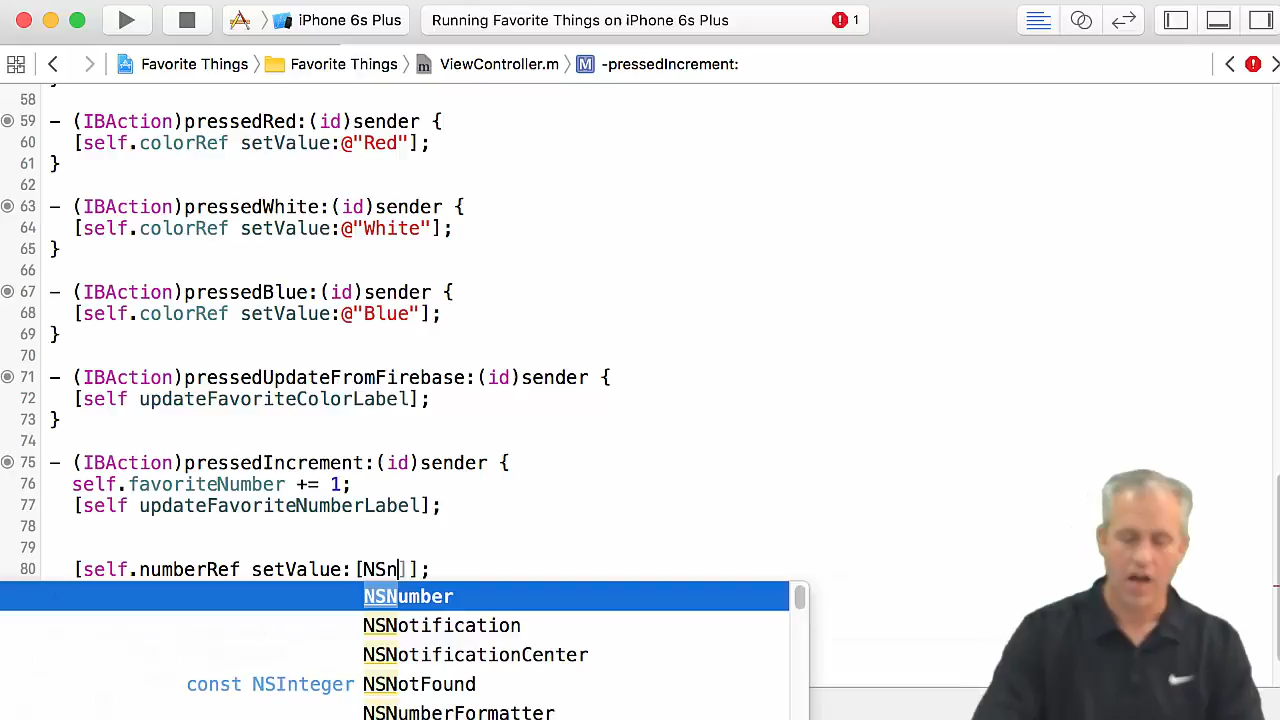 iPhone 6s Plus
Running Favorite Things on iPhone 6s Plus
1
Favorite Things
Favorite Things
m ViewController.m
M -pressedIncrement:
58
59 - (IBAction)pressedRed:(id)sender {
60 [self.colorRef setValue:@"Red"];
61 }
62
63 - (IBAction)pressedWhite:(id)sender {
64 [self.colorRef setValue:@"White"];
65 }
66
67 - (IBAction)pressedBlue:(id)sender {
68 [self.colorRef setValue:@"Blue"];
69 }
70
71 - (IBAction)pressedUpdateFromFirebase:(id)sender {
72 [self updateFavoriteColorLabel];
73 }
74
75 - (IBAction)pressedIncrement:(id)sender {
76 self.favoriteNumber += 1;
77 [self updateFavoriteNumberLabel];
78
79
80 [self.numberRef setValue:[NSn]];
NSNumber
NSNotification
NSNotificationCenter
const NSInteger NSNotFound
NSNumberFormatter